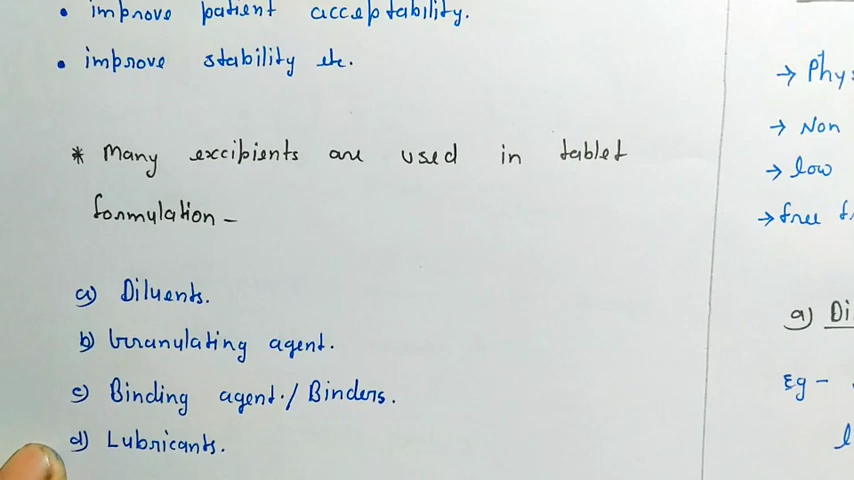 • improve patient acceptability.
• improve stability etc.
* Many excipients are used in tablet
formulation -
a) Diluents.
b) Granulating agent.
c) Binding agent./Binders.
d) Lubricants.
→ Phys
→ Non
→ low
→ free
a) Di
Eg -